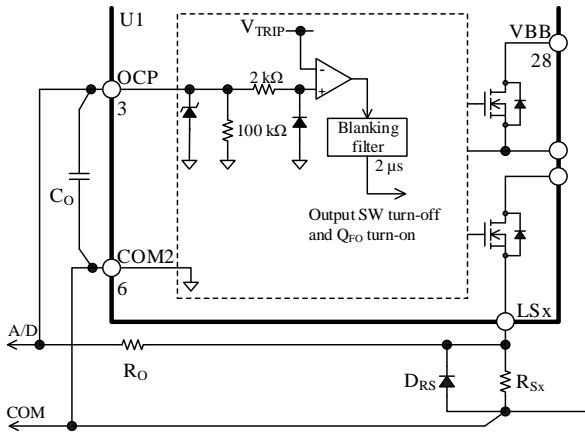 U1
VTRIP
VBB
28
OCP
3
2 kΩ
-
+
100 kΩ
Blanking
filter
2 µs
CO
Output SW turn-off
and QFO turn-on
COM2
6
LSx
A/D
RO
DRS
RSx
COM